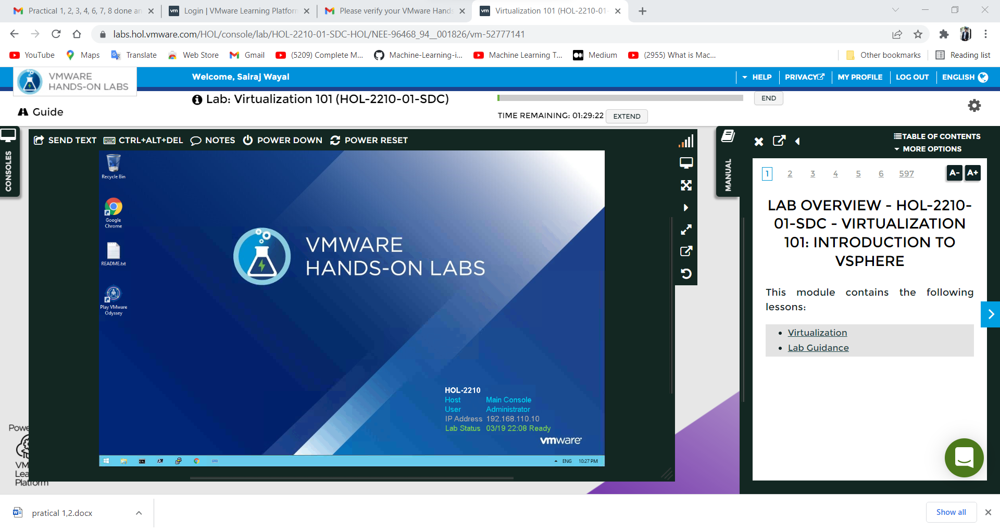 Practical 1, 2, 3, 4, 6, 7, 8 done an
Login | VMware Learning Platform
Please verify your VMware Hands
Virtualization 101 (HOL-2210-01-
labs.hol.vmware.com/HOL/console/lab/HOL-2210-01-SDC-HOL/NEE-96468_94__001826/vm-52777141
YouTube Maps Translate Web Store Gmail (5209) Complete M... Machine-Learning-i... Machine Learning T... Medium (2955) What is Mac... Other bookmarks Reading list
VMWARE
HANDS-ON LABS
Welcome, Sairaj Wayal
HELP PRIVACY MY PROFILE LOG OUT ENGLISH
Guide
Lab: Virtualization 101 (HOL-2210-01-SDC)
END
TIME REMAINING: 01:29:22 EXTEND
CONSOLES
SEND TEXT CTRL+ALT+DEL NOTES POWER DOWN POWER RESET
Recycle Bin
Google
Chrome
README.txt
Play VMware
Odyssey
VMWARE
HANDS-ON LABS
HOL-2210
Host Main Console
User Administrator
IP Address 192.168.110.10
Lab Status 03/19 22:08 Ready
vmware
ENG 10:27 PM
Powe
VM
Lea
Platform
MANUAL
TABLE OF CONTENTS
MORE OPTIONS
1 2 3 4 5 6 597 A- A+
LAB OVERVIEW - HOL-2210-
01-SDC - VIRTUALIZATION
101: INTRODUCTION TO
VSPHERE
This module contains the following
lessons:
• Virtualization
• Lab Guidance
pratical 1,2.docx
Show all